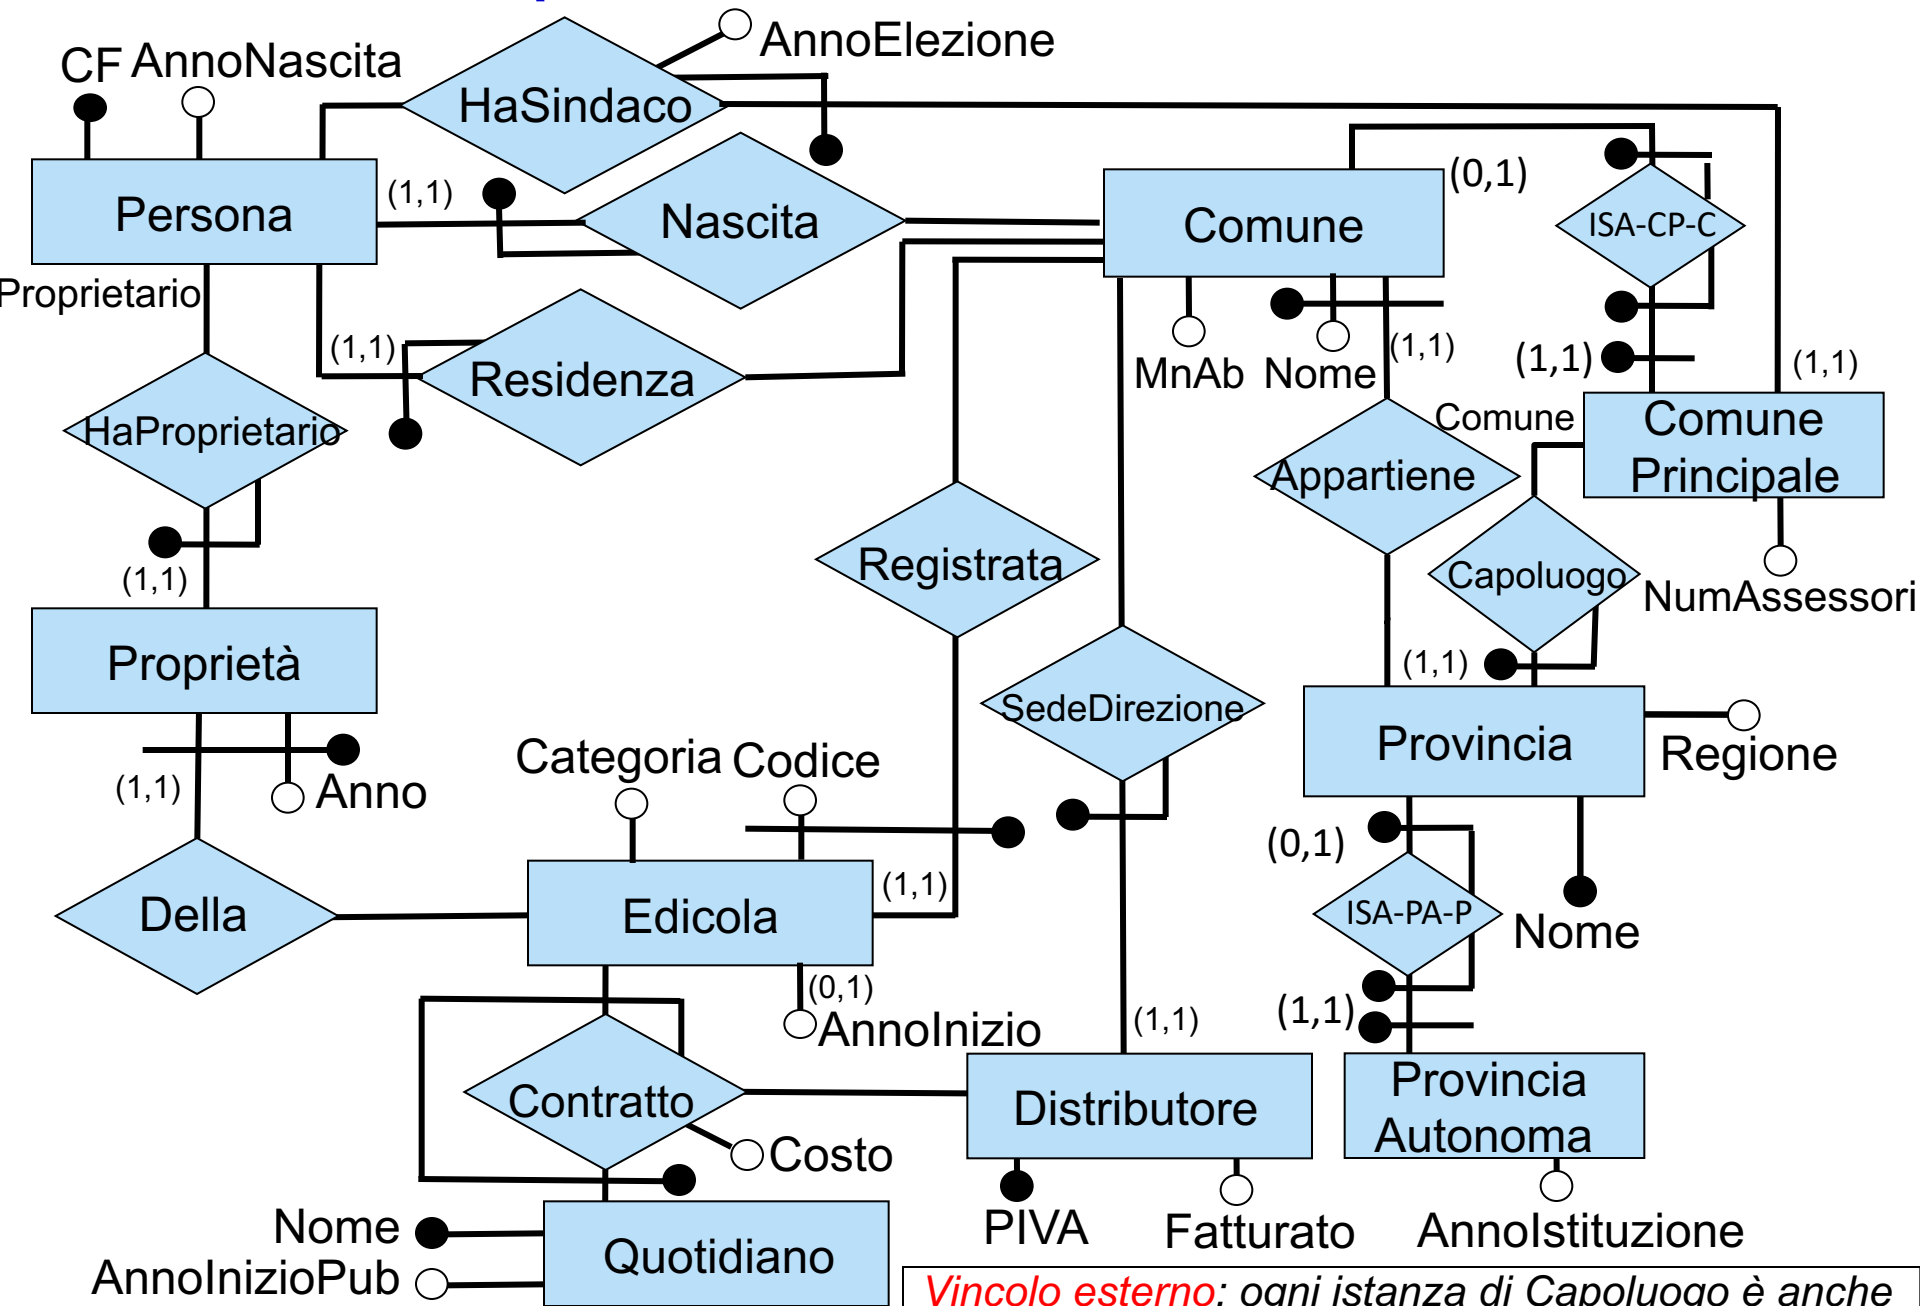 AnnoElezione
CF
AnnoNascita
HaSindaco
Persona
(1,1)
Nascita
Comune
(0,1)
ISA-CP-C
Proprietario
(1,1)
Residenza
MnAb
Nome
(1,1)
(1,1)
(1,1)
HaProprietario
Comune
Comune
Principale
Appartiene
(1,1)
Registrata
Capoluogo
NumAssessori
Proprietà
(1,1)
SedeDirezione
Provincia
Regione
(1,1)
Anno
Categoria
Codice
(0,1)
Della
Edicola
(1,1)
ISA-PA-P
Nome
(0,1)
AnnoInizio
(1,1)
(1,1)
Contratto
Costo
Distributore
Provincia
Autonoma
Nome
AnnoInizioPub
Quotidiano
PIVA
Fatturato
AnnoIstituzione
Vincolo esterno: ogni istanza di Capoluogo è anche